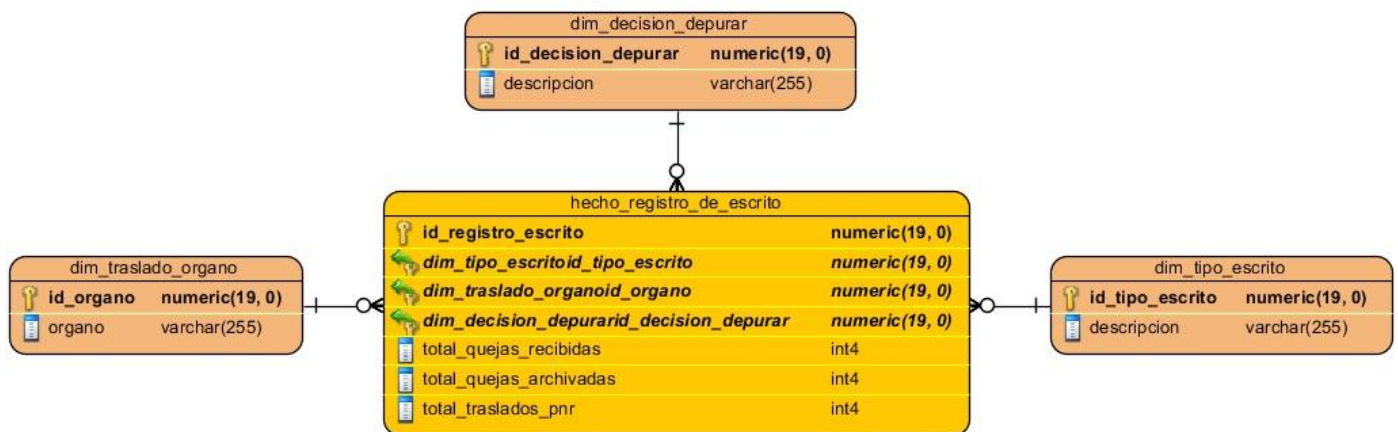 dim_decision_depurar
id_decision_depurar numeric(19, 0)
descripcion varchar(255)
hecho_registro_de_escrito
id_registro_escrito numeric(19, 0)
dim_tipo_escritoid_tipo_escrito numeric(19, 0)
dim_traslado_organoid_organo numeric(19, 0)
dim_decision_depurarid_decision_depurar numeric(19, 0)
total_quejas_recibidas int4
total_quejas_archivadas int4
total_traslados_pnr int4
dim_traslado_organo
id_organo numeric(19, 0)
organo varchar(255)
dim_tipo_escrito
id_tipo_escrito numeric(19, 0)
descripcion varchar(255)